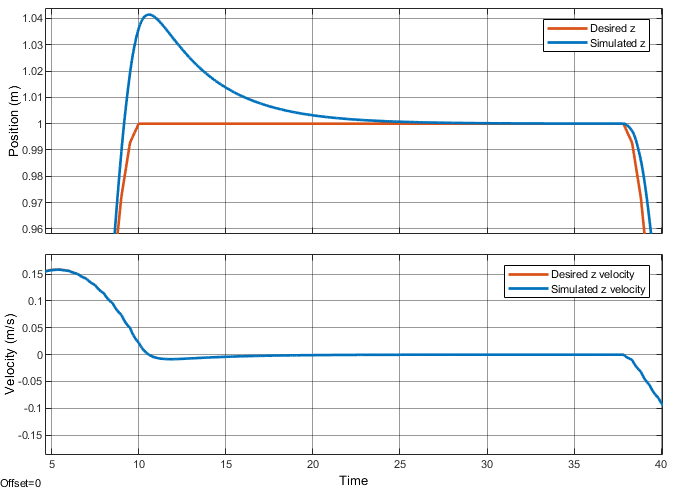 1.04
1.03
1.02
1.01
1
0.99
0.98
0.97
0.96
Position (m)
Desired z
Simulated z
0.15
0.1
0.05
0
-0.05
-0.1
-0.15
Velocity (m/s)
Desired z velocity
Simulated z velocity
5 10 15 20 25 30 35 40
Offset=0
Time